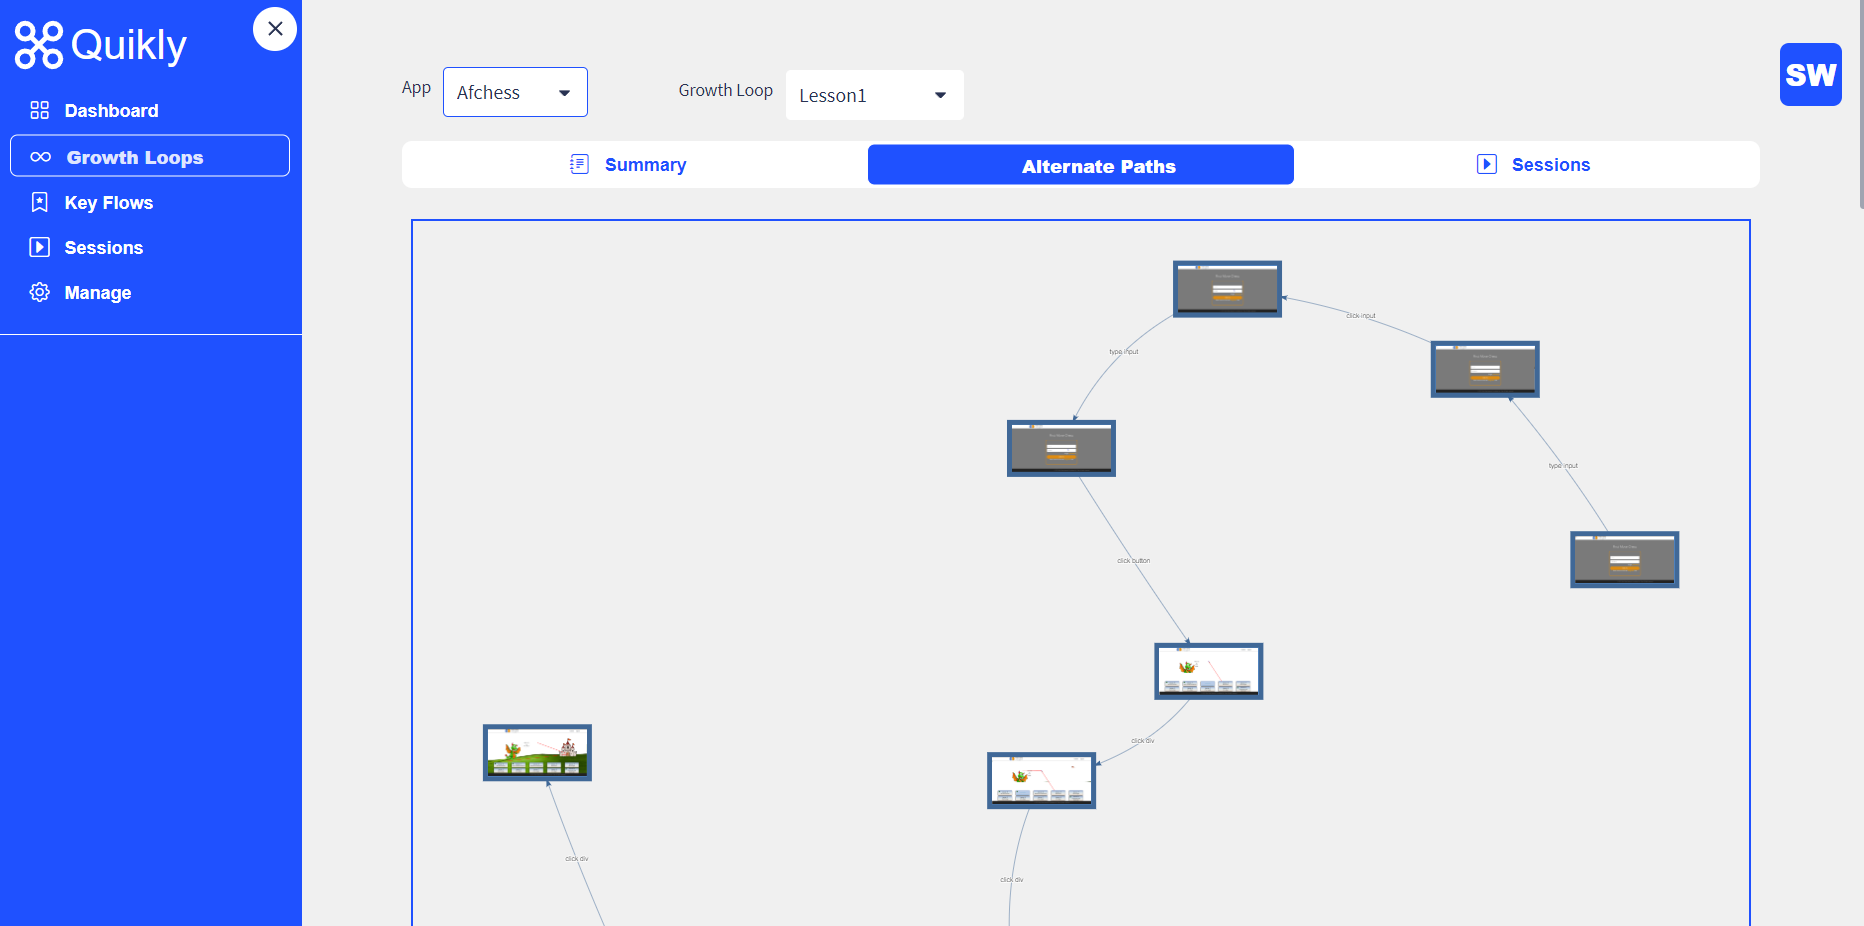 Quikly
Dashboard
Growth Loops
Key Flows
Sessions
Manage
App
Afchess
Growth Loop
Lesson1
SW
Summary
Alternate Paths
Sessions
click input
type input
type input
click button
click div
click div
click div